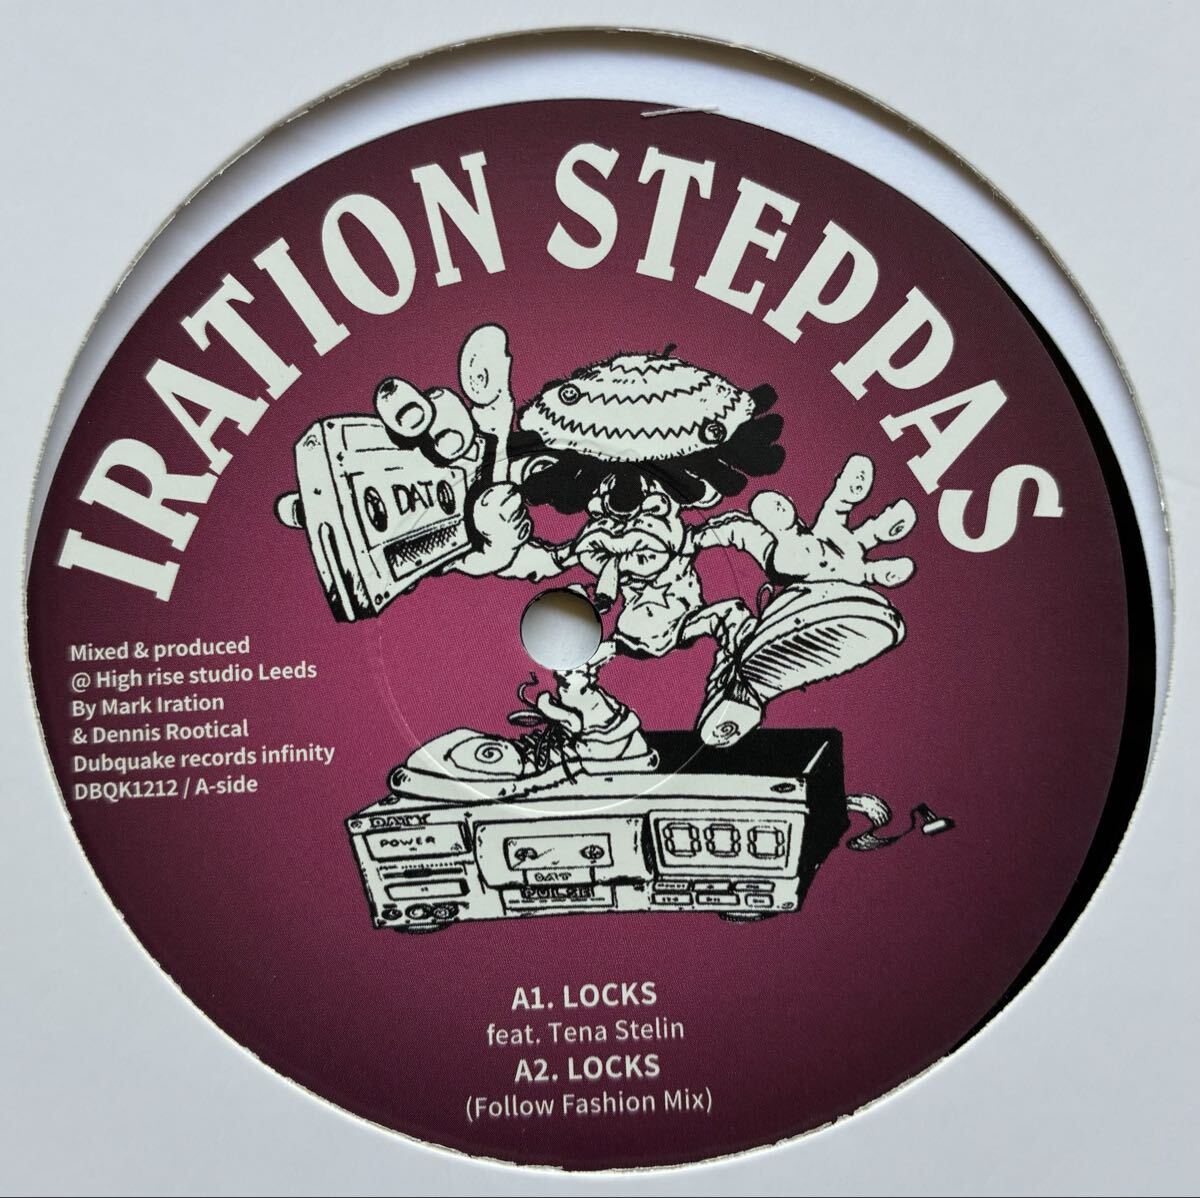 IRATION STEPPAS
DAT
Mixed & produced
@ High rise studio Leeds
By Mark Iration
& Dennis Rootical
Dubquake records infinity
DBQK1212 / A-side
POWER
000
DAT
PULSE
A1. LOCKS
feat. Tena Stelin
A2. LOCKS
(Follow Fashion Mix)